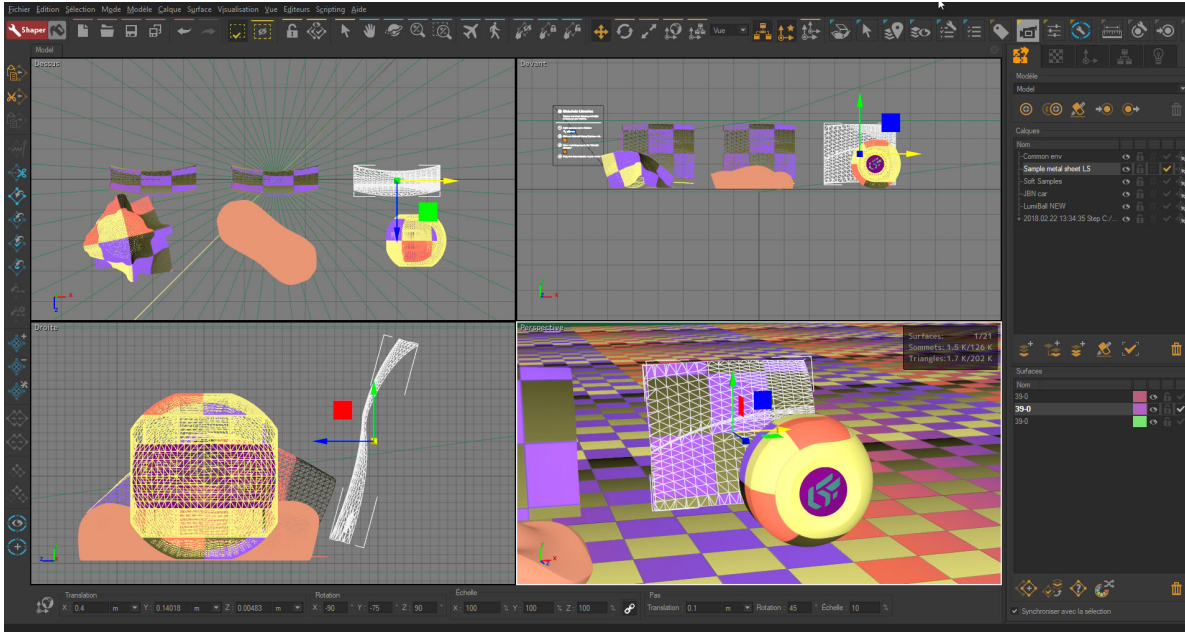 Fichier Edition Sélection Mode Modèle Calque Surface Visualisation Vue Editeurs Scripting Aide
Shaper Vue
Model
Dessus
Devant
Droite
Perspective
Surfaces: 1/21
Sommets: 1.5 K/126 K
Triangles: 1.7 K/202 K
Modèle
Model
Calques
Nom
Common env
Sample metal sheet LS
Soft Samples
JBN car
LumiBall NEW
2018.02.22 13:34:35 Step C:/...
Surfaces
Nom
39-0
39-0
39-0
Synchroniser avec la sélection
Translation Rotation Échelle Pas
X: 0.4 m Y: 0.14018 m Z: 0.00483 m X: -90 ° Y: -75 ° Z: 90 ° X: 100 % Y: 100 % Z: 100 % Translation: 0.1 m Rotation: 45 ° Échelle: 10 %